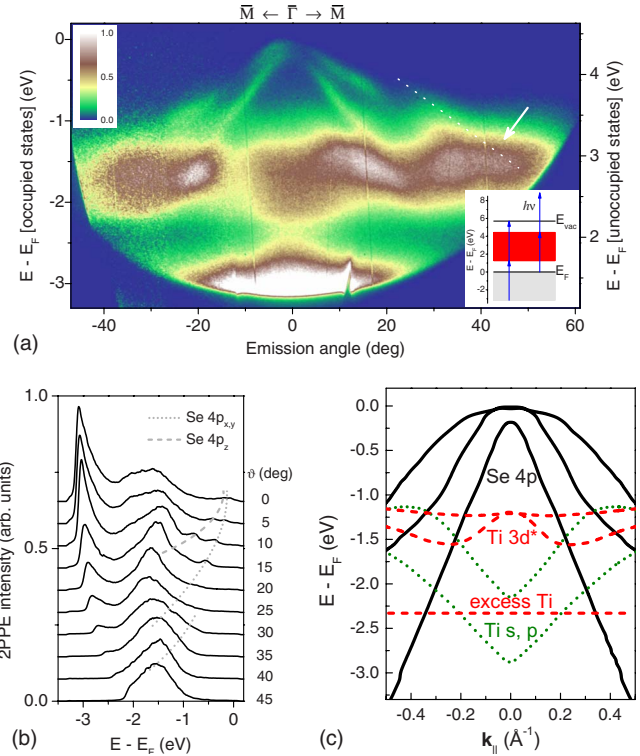 M̅ ← Γ̅ → M̅
1.0
0.5
0.0
0
-1
-2
-3
E - E_F [occupied states] (eV)
4
3
2
E - E_F [unoccupied states] (eV)
hν
E_vac
E_F
8
6
4
2
0
-2
E - E_F (eV)
-40 -20 0 20 40 60
Emission angle (deg)
(a)
1.0
0.5
0.0
2PPE intensity (arb. units)
Se 4p_x,y
Se 4p_z
ϑ (deg)
0
5
10
15
20
25
30
35
40
45
-3 -2 -1 0
E - E_F (eV)
(b)
0.0
-0.5
-1.0
-1.5
-2.0
-2.5
-3.0
E - E_F (eV)
Se 4p
Ti 3d*
excess Ti
Ti s, p
-0.4 -0.2 0.0 0.2 0.4
k_|| (Å⁻¹)
(c)